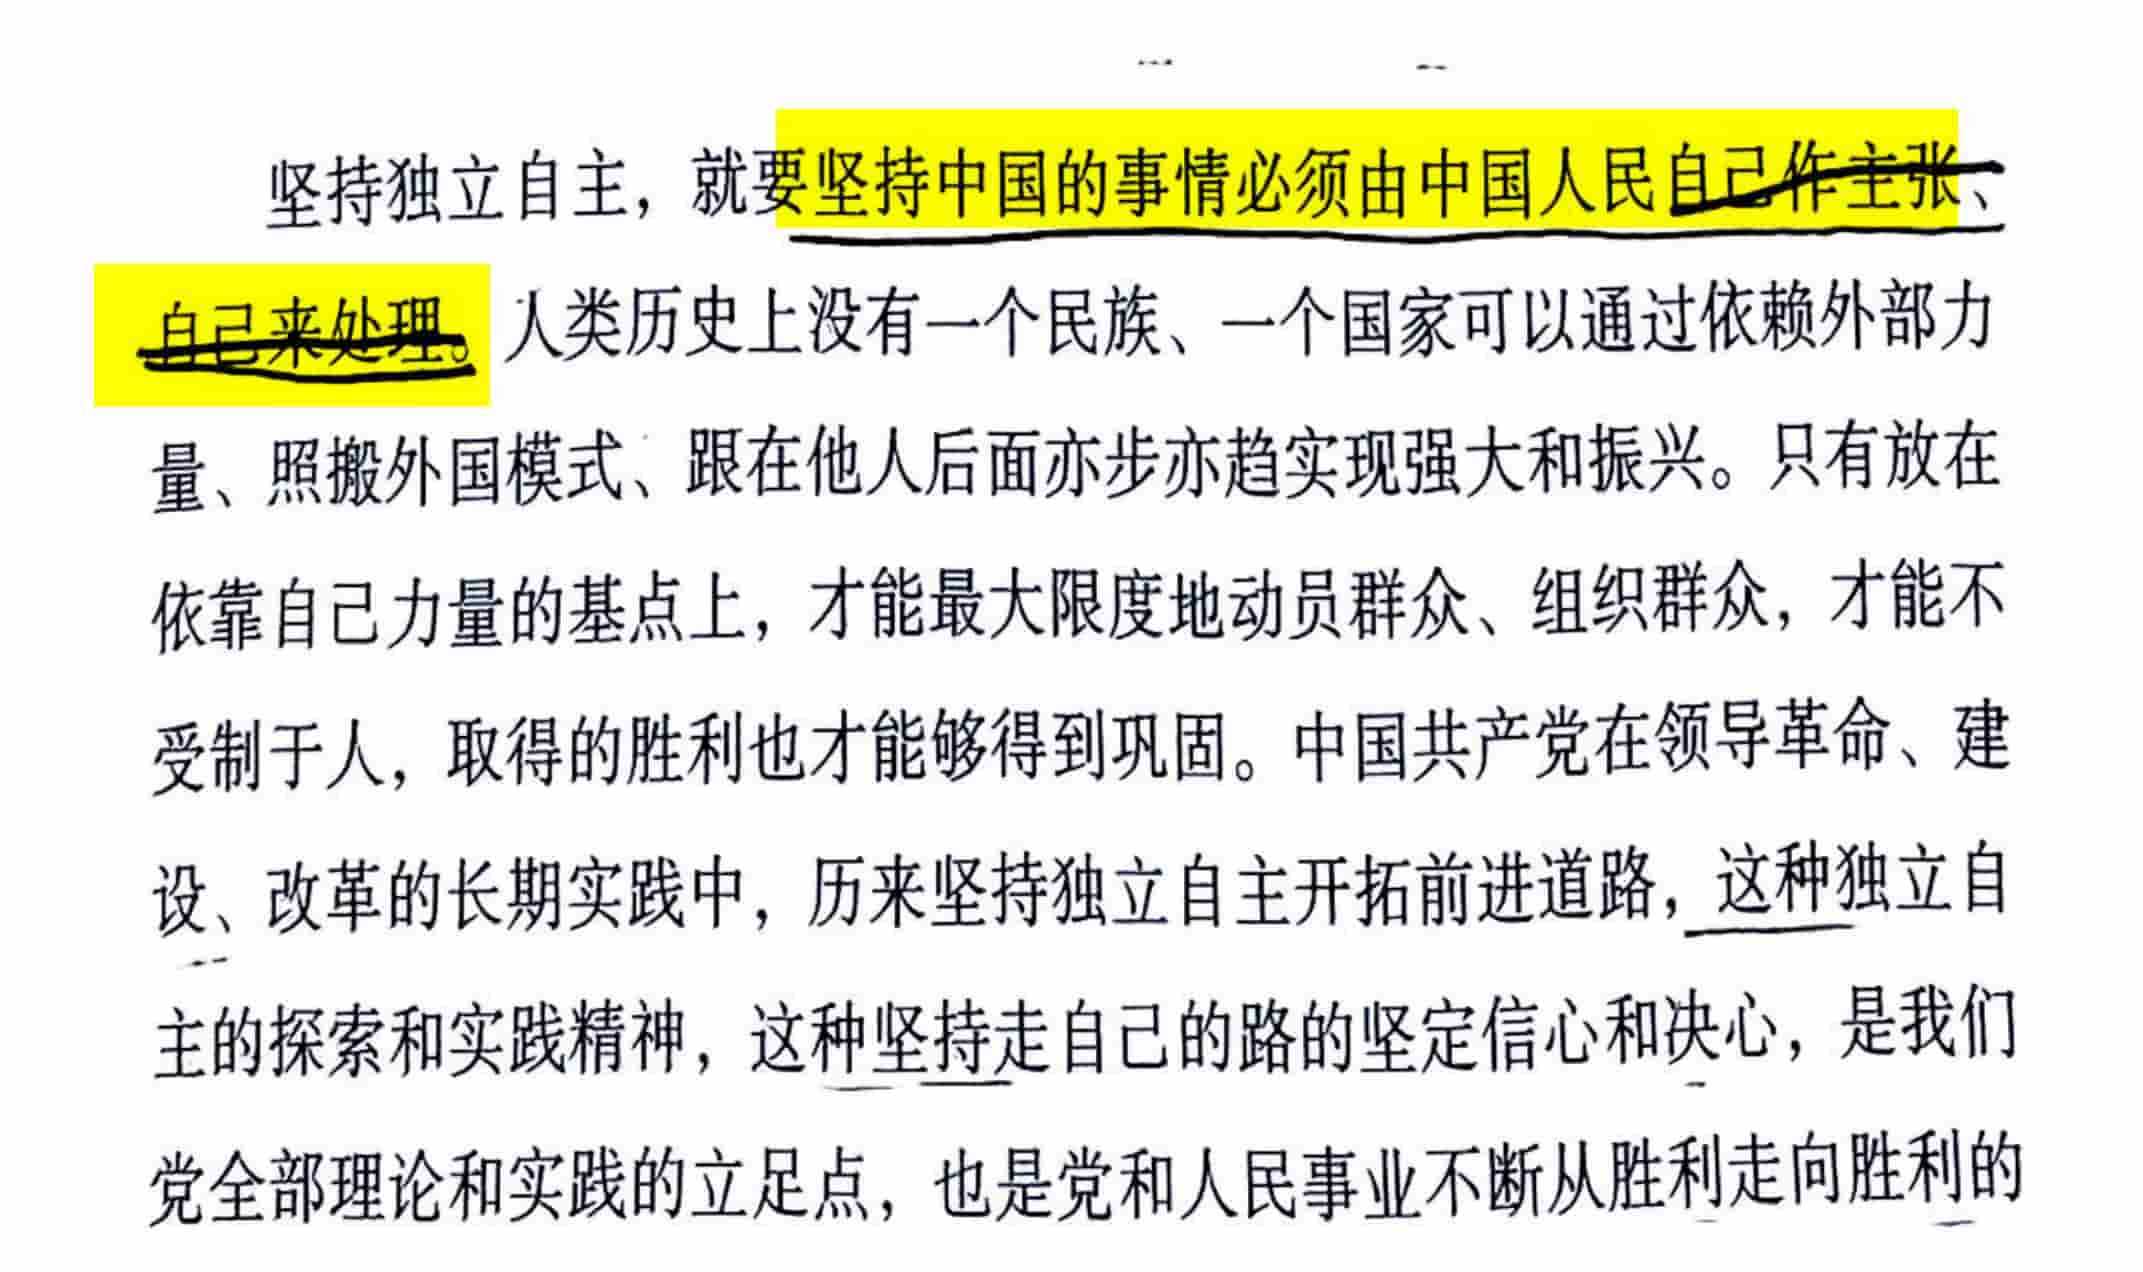 坚持独立自主，就要坚持中国的事情必须由中国人民自己作主张、
自己来处理。人类历史上没有一个民族、一个国家可以通过依赖外部力
量、照搬外国模式、跟在他人后面亦步亦趋实现强大和振兴。只有放在
依靠自己力量的基点上，才能最大限度地动员群众、组织群众，才能不
受制于人，取得的胜利也才能够得到巩固。中国共产党在领导革命、建
设、改革的长期实践中，历来坚持独立自主开拓前进道路，这种独立自
主的探索和实践精神，这种坚持走自己的路的坚定信心和决心，是我们
党全部理论和实践的立足点，也是党和人民事业不断从胜利走向胜利的